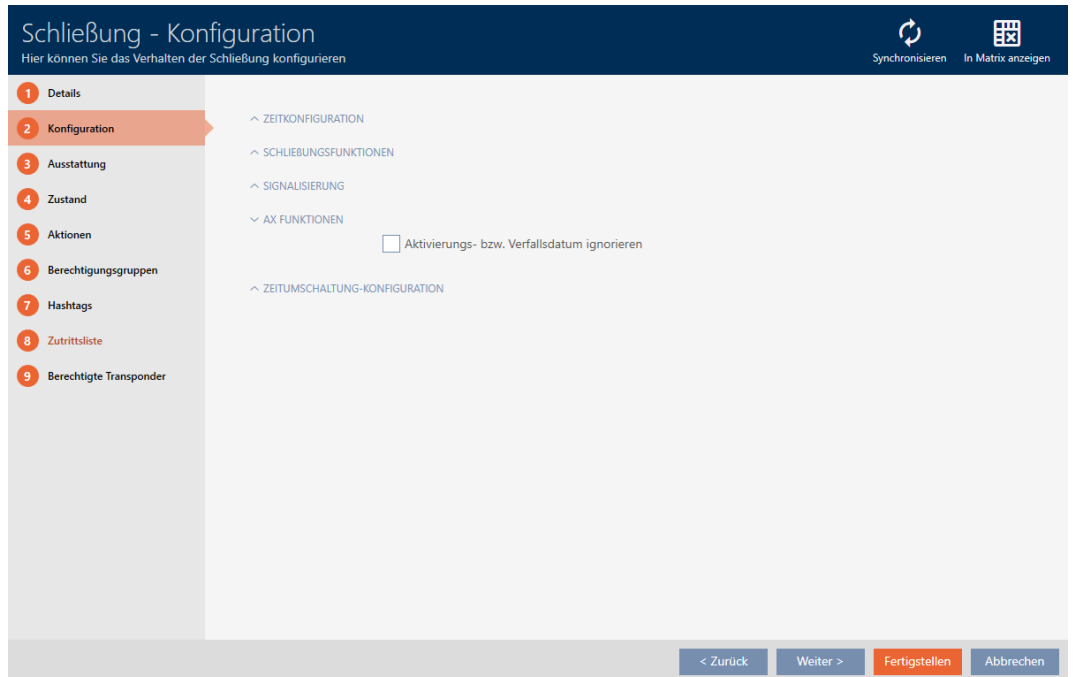 Schließung - Konfiguration
Hier können Sie das Verhalten der Schließung konfigurieren
Synchronisieren
In Matrix anzeigen
1 Details
2 Konfiguration
3 Ausstattung
4 Zustand
5 Aktionen
6 Berechtigungsgruppen
7 Hashtags
8 Zutrittsliste
9 Berechtigte Transponder
ZEITKONFIGURATION
SCHLIEßUNGSFUNKTIONEN
SIGNALISIERUNG
AX FUNKTIONEN
Aktivierungs- bzw. Verfallsdatum ignorieren
ZEITUMSCHALTUNG-KONFIGURATION
< Zurück
Weiter >
Fertigstellen
Abbrechen